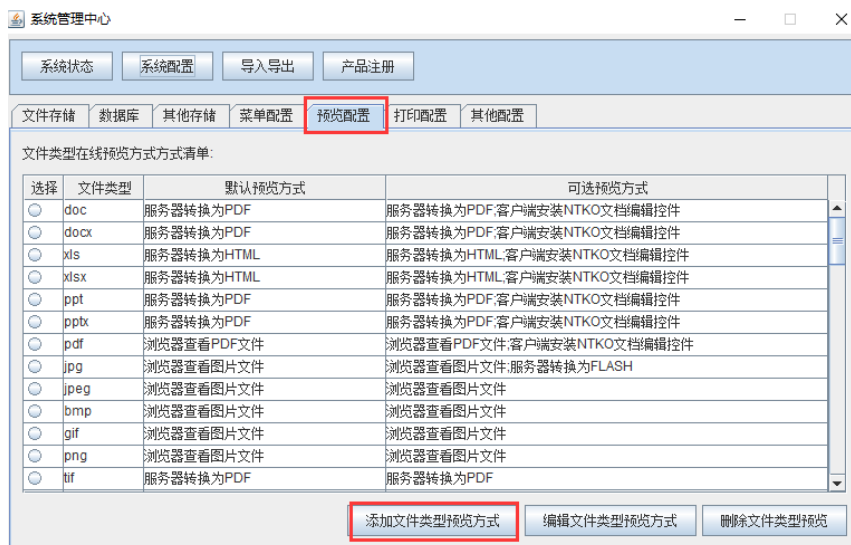 系统管理中心
系统状态 系统配置 导入导出 产品注册
文件存储 数据库 其他存储 菜单配置 预览配置 打印配置 其他配置
文件类型在线预览方式方式清单:
选择 文件类型 默认预览方式 可选预览方式
doc 服务器转换为PDF 服务器转换为PDF;客户端安装NTKO文档编辑控件
docx 服务器转换为PDF 服务器转换为PDF;客户端安装NTKO文档编辑控件
xls 服务器转换为HTML 服务器转换为HTML;客户端安装NTKO文档编辑控件
xlsx 服务器转换为HTML 服务器转换为HTML;客户端安装NTKO文档编辑控件
ppt 服务器转换为PDF 服务器转换为PDF;客户端安装NTKO文档编辑控件
pptx 服务器转换为PDF 服务器转换为PDF;客户端安装NTKO文档编辑控件
pdf 浏览器查看PDF文件 浏览器查看PDF文件;客户端安装NTKO文档编辑控件
jpg 浏览器查看图片文件 浏览器查看图片文件;服务器转换为FLASH
jpeg 浏览器查看图片文件 浏览器查看图片文件
bmp 浏览器查看图片文件 浏览器查看图片文件
gif 浏览器查看图片文件 浏览器查看图片文件
png 浏览器查看图片文件 浏览器查看图片文件
tif 服务器转换为PDF 服务器转换为PDF
添加文件类型预览方式 编辑文件类型预览方式 删除文件类型预览